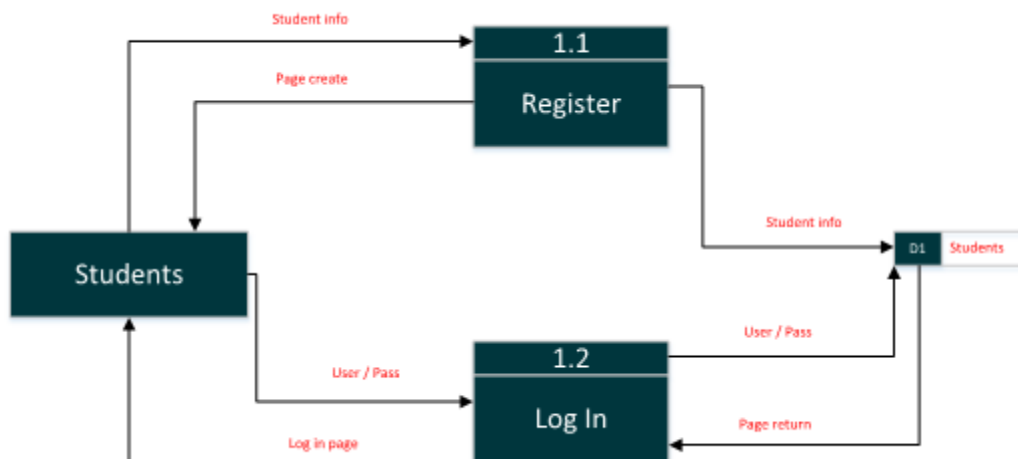 Student info
1.1
Page create
Register
Student info
D1
Students
Students
User / Pass
1.2
User / Pass
Log In
Page return
Log in page